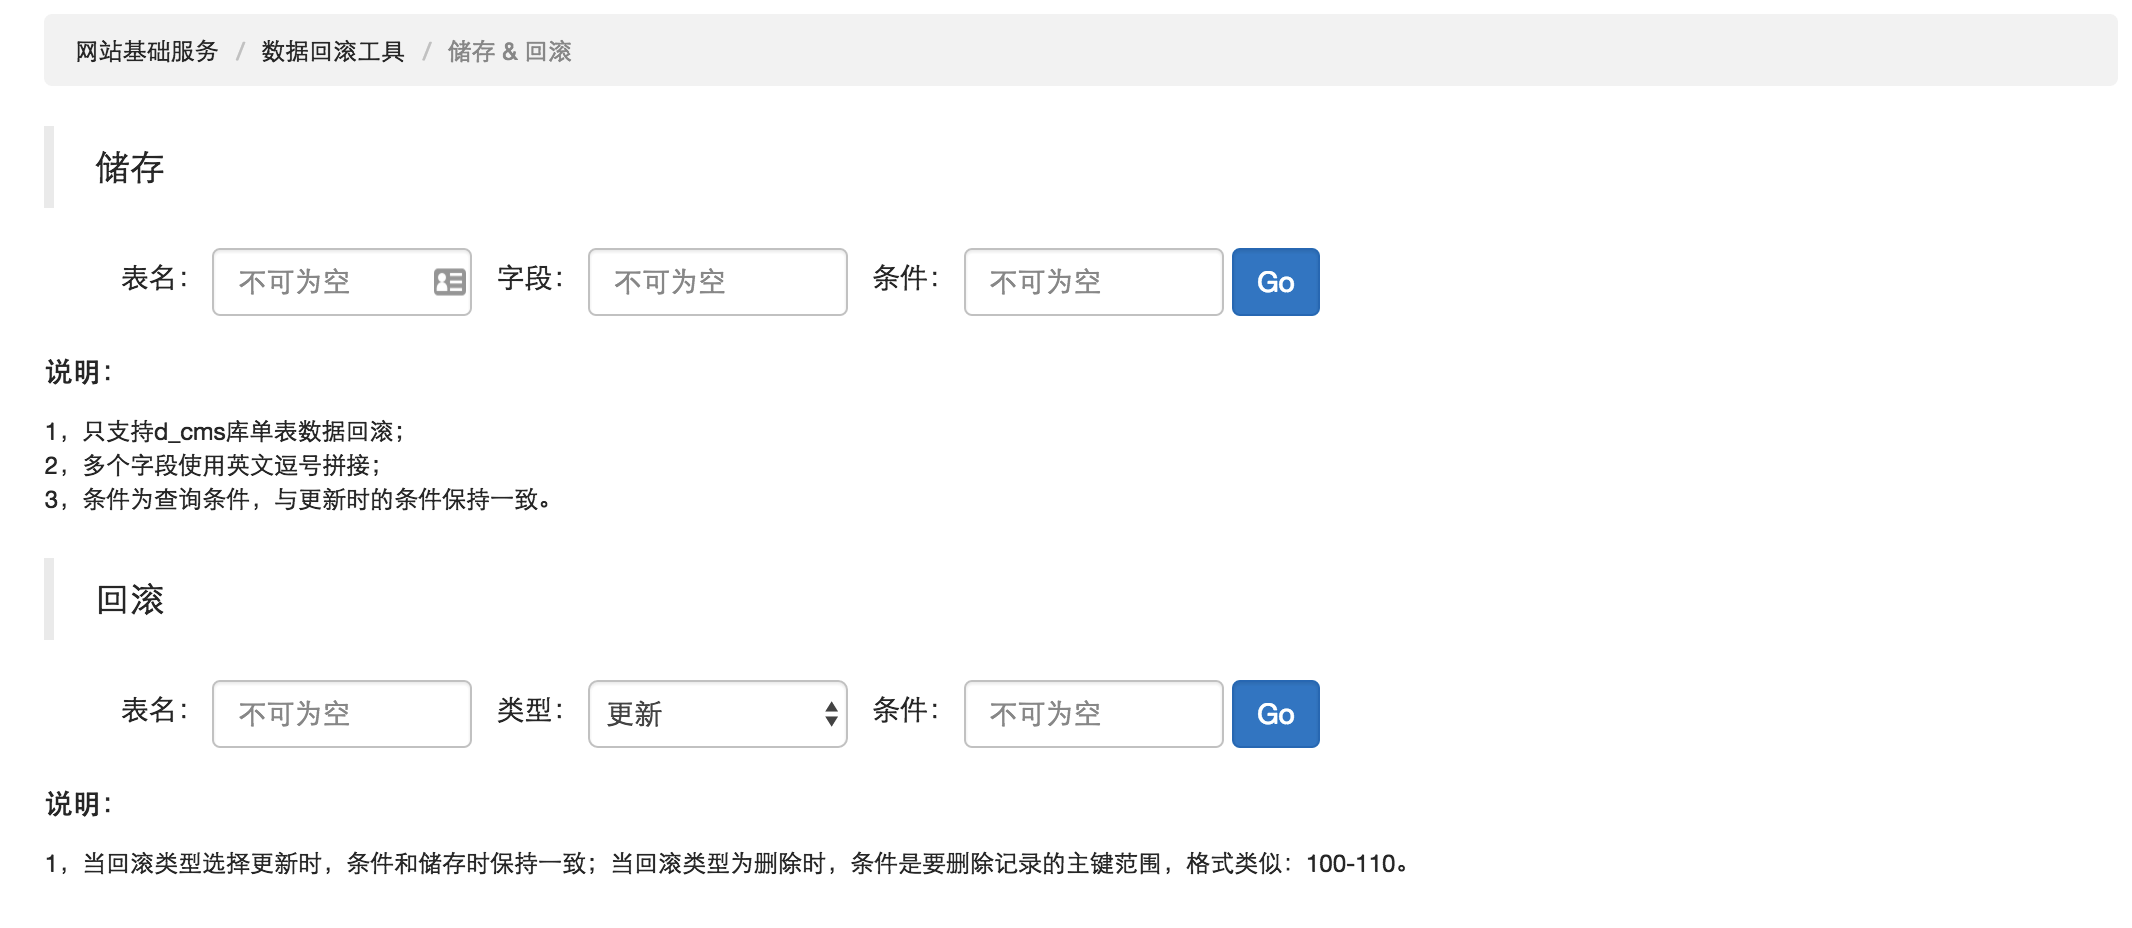 网站基础服务 / 数据回滚工具 / 储存 & 回滚
储存
表名： 不可为空 字段： 不可为空 条件： 不可为空 Go
说明：
1，只支持d_cms库单表数据回滚；
2，多个字段使用英文逗号拼接；
3，条件为查询条件，与更新时的条件保持一致。
回滚
表名： 不可为空 类型： 更新 条件： 不可为空 Go
说明：
1，当回滚类型选择更新时，条件和储存时保持一致；当回滚类型为删除时，条件是要删除记录的主键范围，格式类似：100-110。